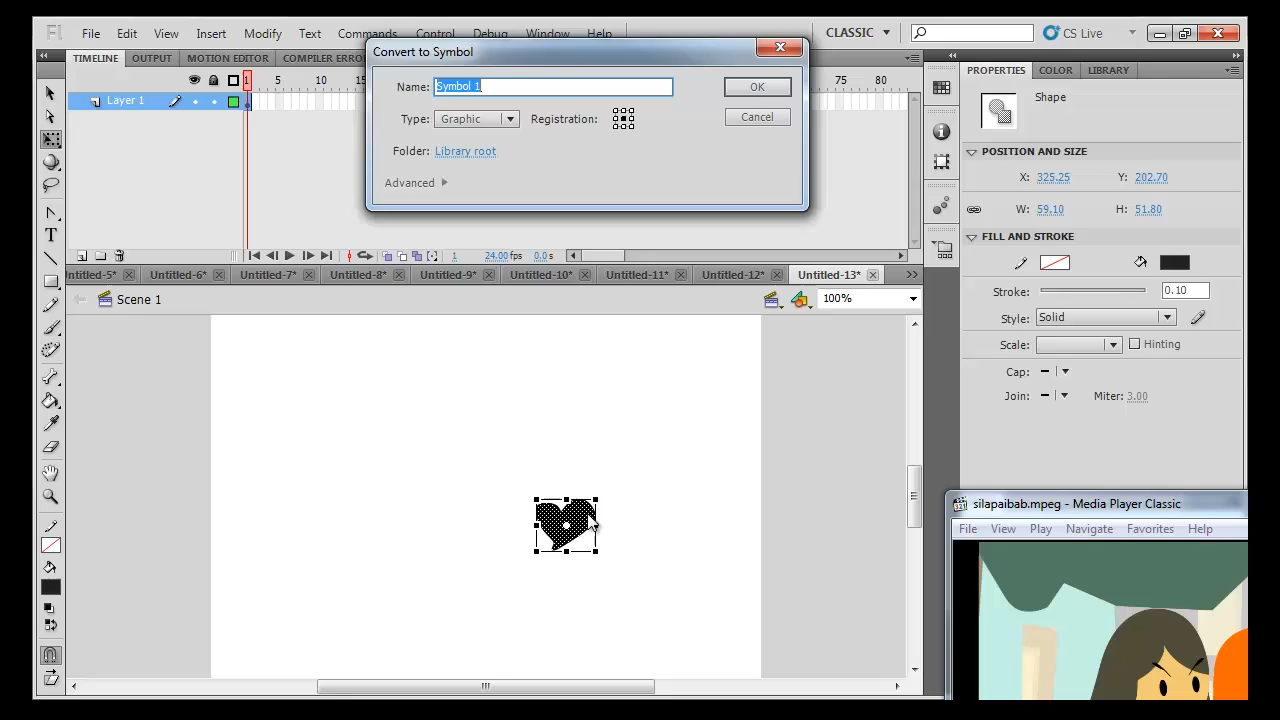 Fl File Edit View Insert Modify Text Commands Control Debug Window Help CLASSIC CS Live
Convert to Symbol
Name: Symbol 1 OK
Type: Graphic Registration: Cancel
Folder: Library root
Advanced
TIMELINE OUTPUT MOTION EDITOR COMPILER ERRO
1 5 10 15 75 80
Layer 1
1 24.00fps 0.0s
Untitled-5* Untitled-6* Untitled-7* Untitled-8* Untitled-9* Untitled-10* Untitled-11* Untitled-12* Untitled-13*
Scene 1 100%
PROPERTIES COLOR LIBRARY
Shape
POSITION AND SIZE
X: 325.25 Y: 202.70
W: 59.10 H: 51.80
FILL AND STROKE
Stroke: 0.10
Style: Solid
Scale: Hinting
Cap:
Join: Miter: 3.00
321 silapaibab.mpeg - Media Player Classic
File View Play Navigate Favorites Help
T